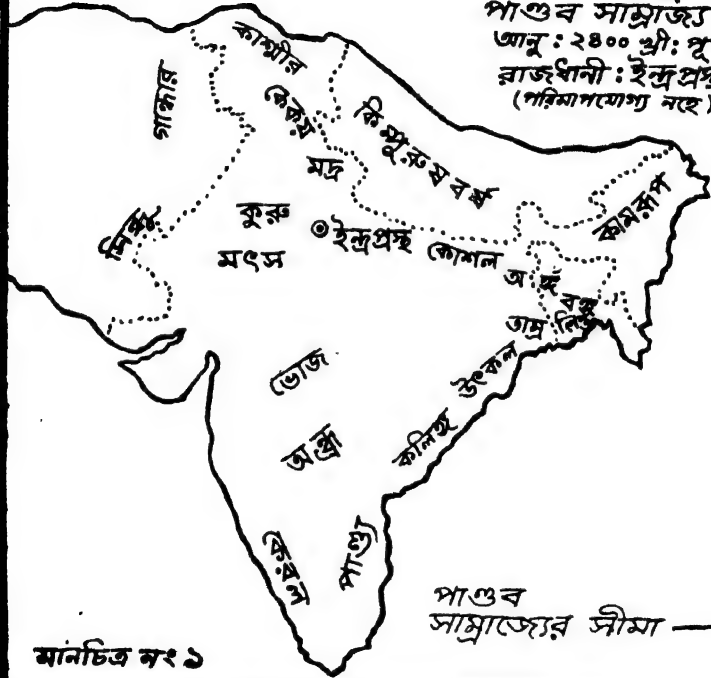 পাণ্ডব সাম্রাজ্য
আনু: ২৪০০ খ্রী: পূ
রাজধানী: ইন্দ্রপ্রস্থ
(পরিমাপযোগ্য নহে)
কাশ্মীর
গান্ধার
কেকয়
কিম্পুরুষবর্ষ
মদ্র
কামরূপ
কুরু
ইন্দ্রপ্রস্থ
কোশল
সিন্ধু
মৎস
অঙ্গ
বঙ্গ
তাম্রলিপ্ত
ভোজ
উৎকল
অন্ধ্র
কলিঙ্গ
কেরল
পাণ্ড্য
পাণ্ডব
সাম্রাজ্যের সীমা —
মানচিত্র নং ১